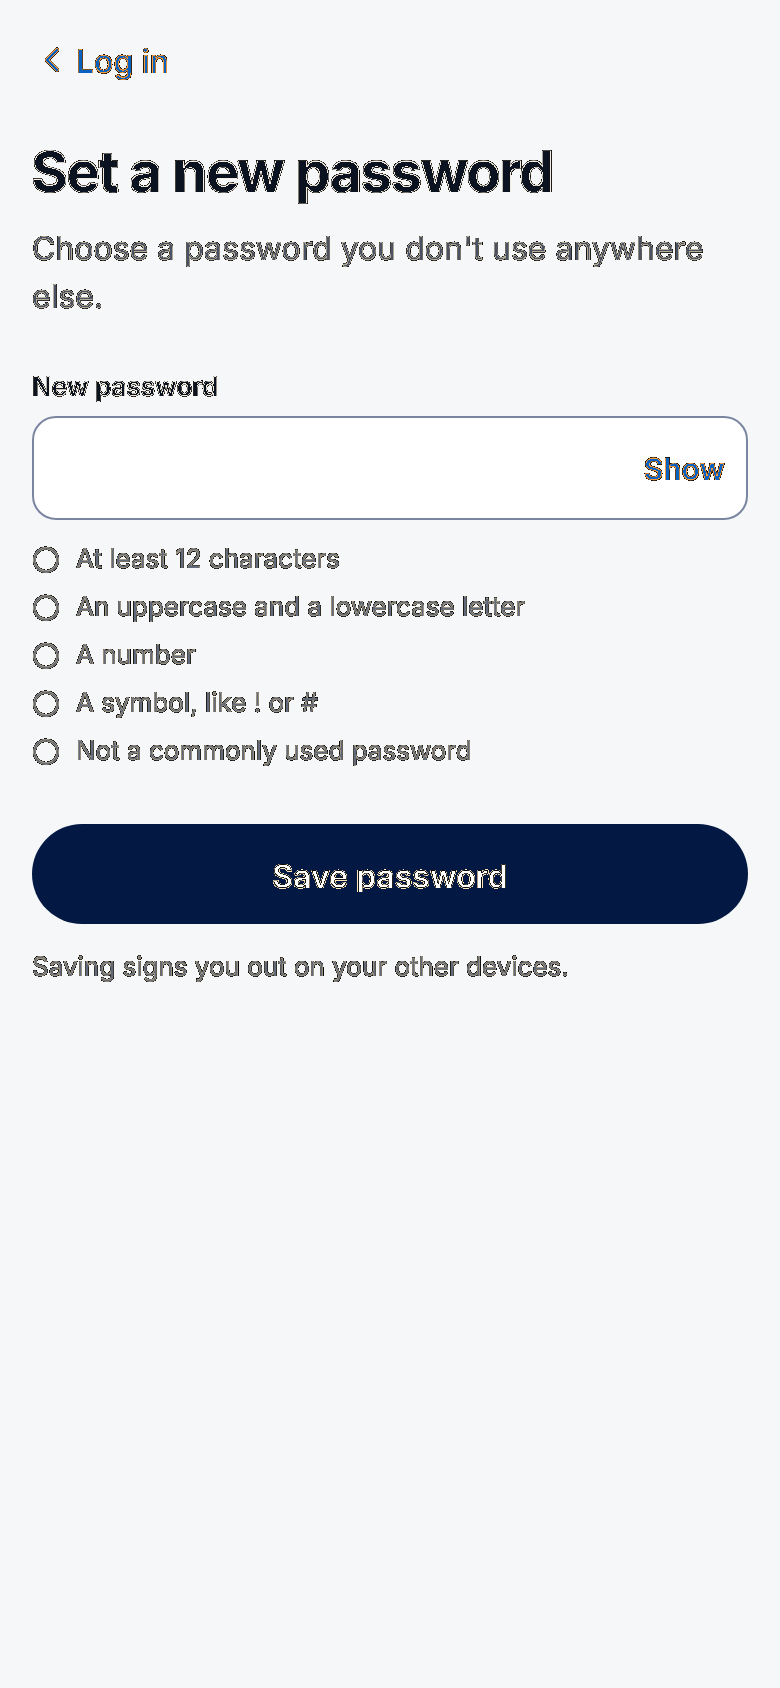 Log in
Set a new password
Choose a password you don't use anywhere
else.
New password
Show
At least 12 characters
An uppercase and a lowercase letter
A number
A symbol, like ! or #
Not a commonly used password
Save password
Saving signs you out on your other devices.